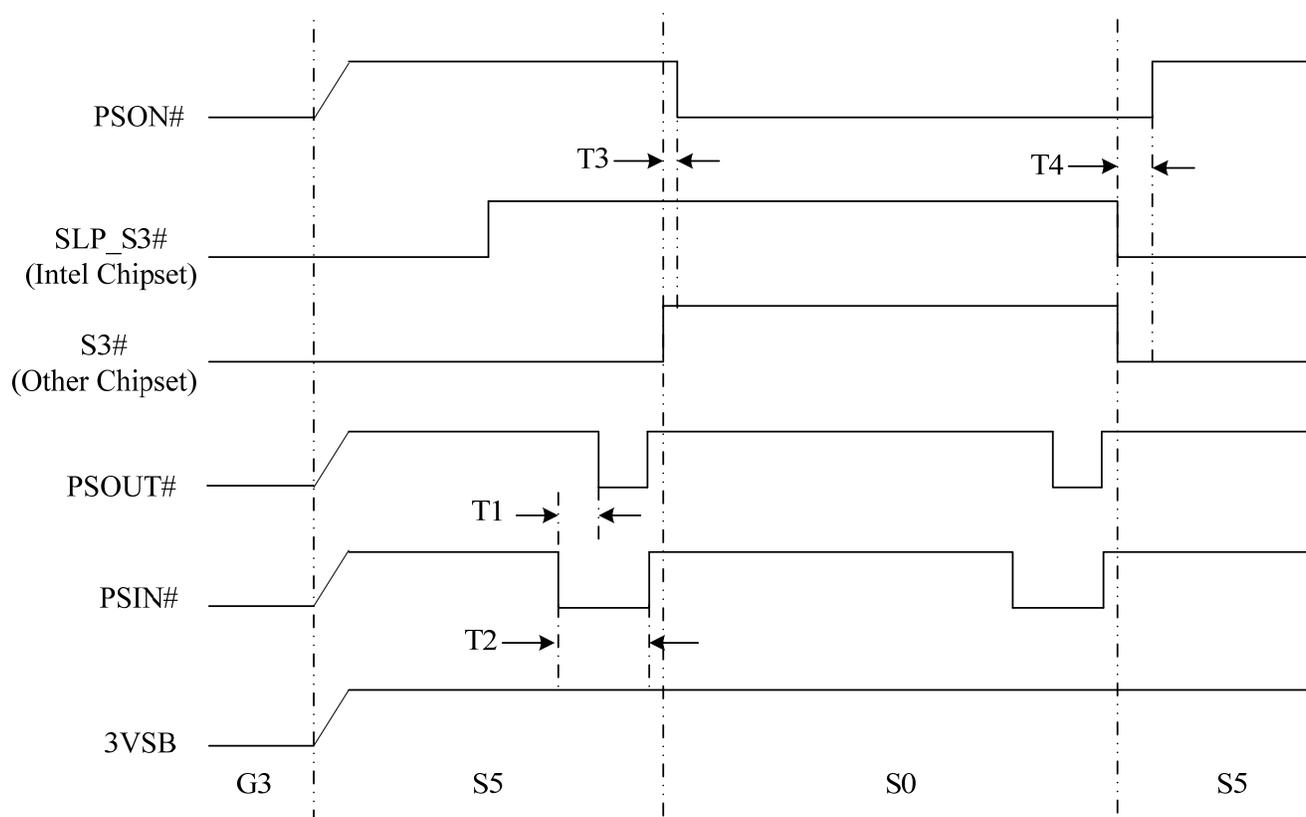 PSON#
T3
T4
SLP_S3#
(Intel Chipset)
S3#
(Other Chipset)
PSOUT#
T1
PSIN#
T2
3VSB
G3
S5
S0
S5